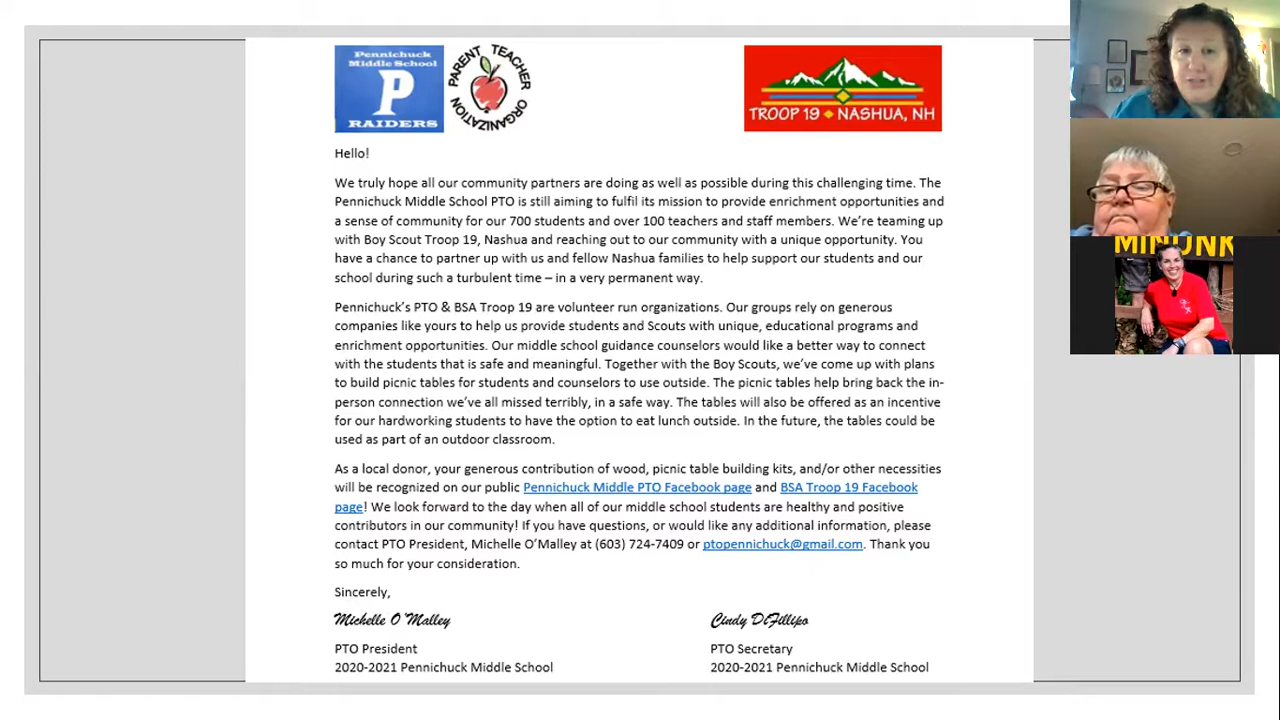 Pennichuck
Middle School
P
RAIDERS
PARENT TEACHER ORGANIZATION
TROOP 19 NASHUA, NH
Hello!
We truly hope all our community partners are doing as well as possible during this challenging time. The
Pennichuck Middle School PTO is still aiming to fulfil its mission to provide enrichment opportunities and
a sense of community for our 700 students and over 100 teachers and staff members. We're teaming up
with Boy Scout Troop 19, Nashua and reaching out to our community with a unique opportunity. You
have a chance to partner up with us and fellow Nashua families to help support our students and our
school during such a turbulent time – in a very permanent way.
Pennichuck's PTO & BSA Troop 19 are volunteer run organizations. Our groups rely on generous
companies like yours to help us provide students and Scouts with unique, educational programs and
enrichment opportunities. Our middle school guidance counselors would like a better way to connect
with the students that is safe and meaningful. Together with the Boy Scouts, we've come up with plans
to build picnic tables for students and counselors to use outside. The picnic tables help bring back the in-
person connection we've all missed terribly, in a safe way. The tables will also be offered as an incentive
for our hardworking students to have the option to eat lunch outside. In the future, the tables could be
used as part of an outdoor classroom.
As a local donor, your generous contribution of wood, picnic table building kits, and/or other necessities
will be recognized on our public Pennichuck Middle PTO Facebook page and BSA Troop 19 Facebook
page! We look forward to the day when all of our middle school students are healthy and positive
contributors in our community! If you have questions, or would like any additional information, please
contact PTO President, Michelle O'Malley at (603) 724-7409 or ptopennichuck@gmail.com. Thank you
so much for your consideration.
Sincerely,
Michelle O'Malley
Cindy DiFillipo
PTO President
PTO Secretary
2020-2021 Pennichuck Middle School
2020-2021 Pennichuck Middle School